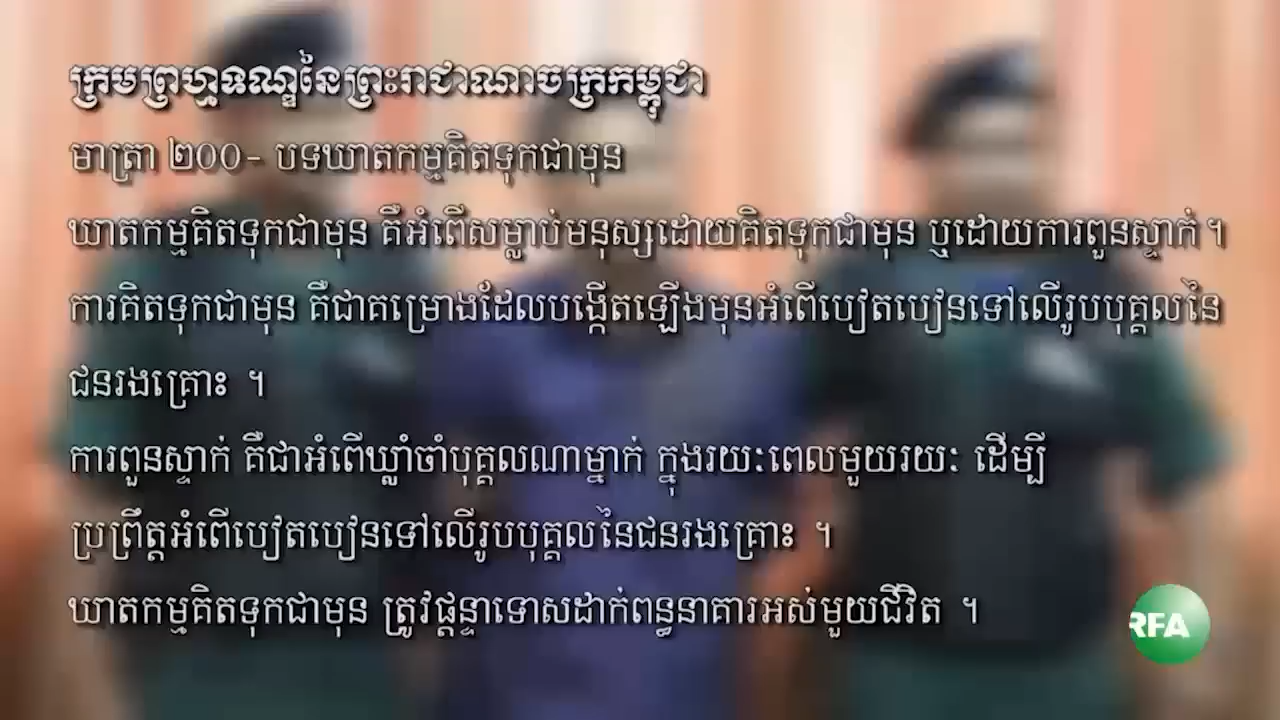 ក្រមព្រហ្មទណ្ឌនៃព្រះរាជាណាចក្រកម្ពុជា
មាត្រា ២០០- បទឃាតកម្មគិតទុកជាមុន
ឃាតកម្មគិតទុកជាមុន គឺអំពើសម្លាប់មនុស្សដោយគិតទុកជាមុន ឬដោយការពួនស្ទាក់ ។
ការគិតទុកជាមុន គឺជាគម្រោងដែលបង្កើតឡើងមុនអំពើបៀតបៀនទៅលើរូបបុគ្គលនៃ
ជនរងគ្រោះ ។
ការពួនស្ទាក់ គឺជាអំពើឃ្លាំចាំបុគ្គលណាម្នាក់ ក្នុងរយ:ពេលមួយរយ: ដើម្បី
ប្រព្រឹត្តអំពើបៀតបៀនទៅលើរូបបុគ្គលនៃជនរងគ្រោះ ។
ឃាតកម្មគិតទុកជាមុន ត្រូវផ្ដន្ទាទោសដាក់ពន្ធនាគារអស់មួយជីវិត ។
RFA